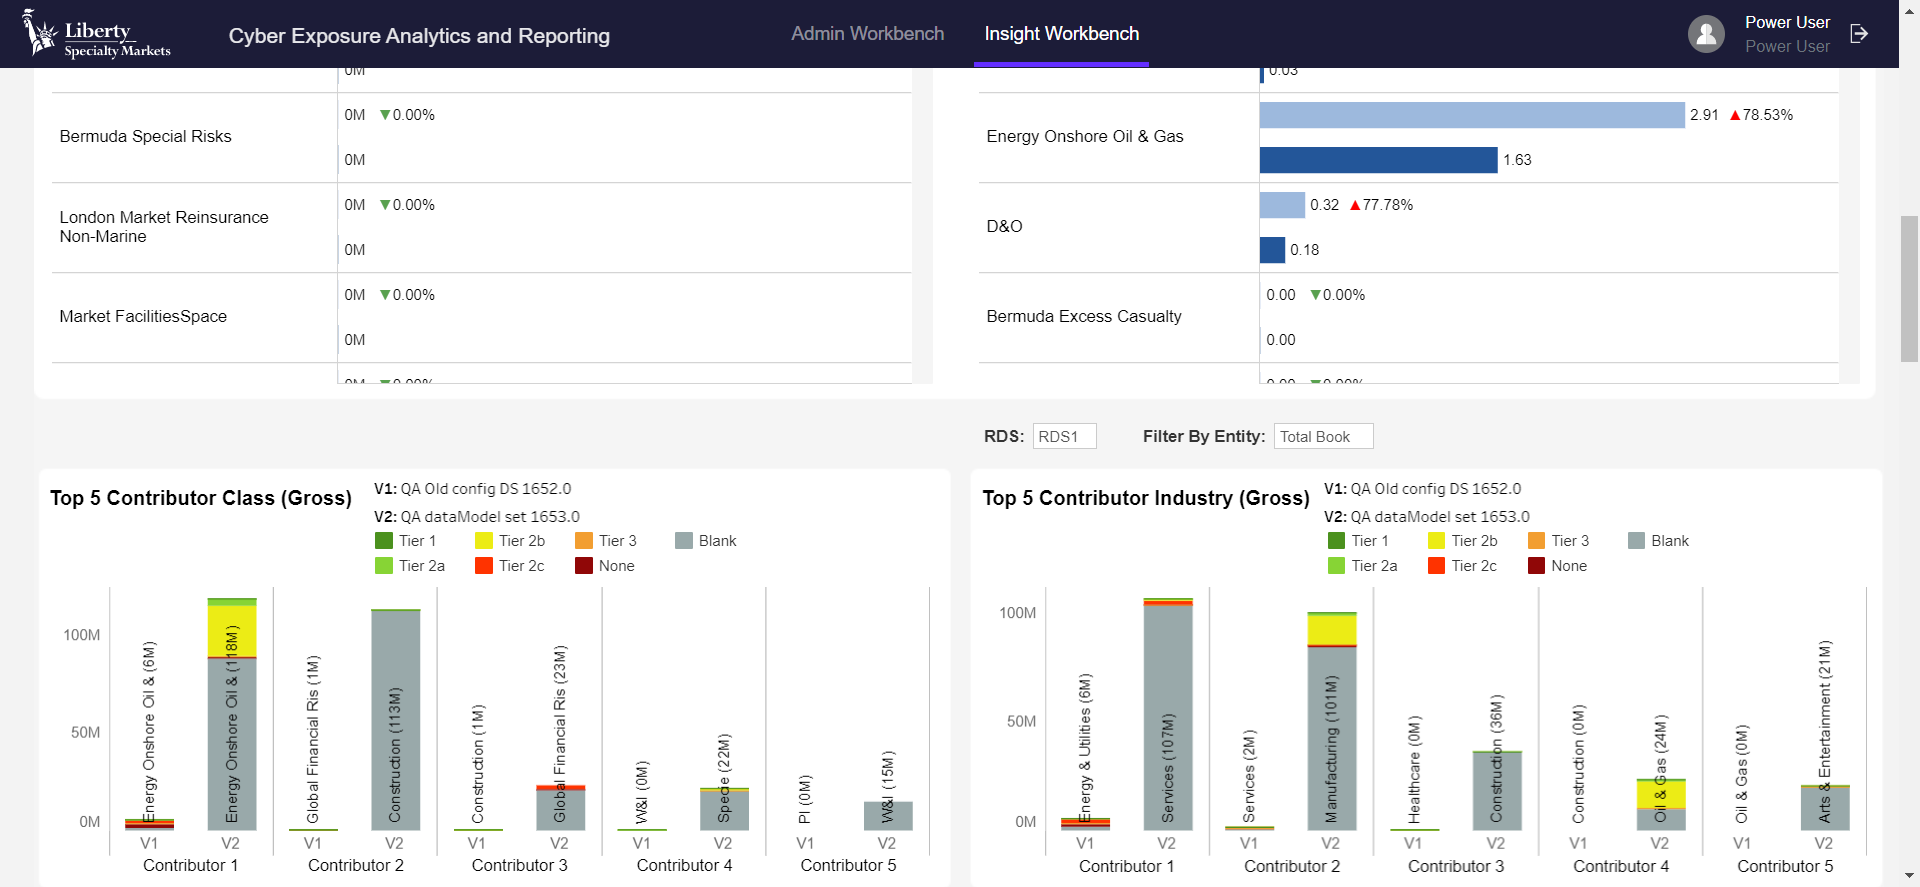 Liberty
Specialty Markets
Cyber Exposure Analytics and Reporting
Admin Workbench
Insight Workbench
Power User
Power User
0M
Bermuda Special Risks
0M ▼0.00%
0M
London Market Reinsurance
Non-Marine
0M ▼0.00%
0M
Market FacilitiesSpace
0M ▼0.00%
0M
0M ▼0.00%
0.03
Energy Onshore Oil & Gas
2.91 ▲78.53%
1.63
D&O
0.32 ▲77.78%
0.18
Bermuda Excess Casualty
0.00 ▼0.00%
0.00
0.00 ▼0.00%
RDS: RDS1
Filter By Entity: Total Book
Top 5 Contributor Class (Gross)
V1: QA Old config DS 1652.0
V2: QA dataModel set 1653.0
Tier 1 Tier 2b Tier 3 Blank
Tier 2a Tier 2c None
100M
50M
0M
Energy Onshore Oil & (6M)
Energy Onshore Oil & (118M)
Global Financial Ris (1M)
Construction (113M)
Construction (1M)
Global Financial Ris (23M)
W&I (0M)
Specie (22M)
PI (0M)
W&I (15M)
V1 V2 V1 V2 V1 V2 V1 V2 V1 V2
Contributor 1 Contributor 2 Contributor 3 Contributor 4 Contributor 5
Top 5 Contributor Industry (Gross)
V1: QA Old config DS 1652.0
V2: QA dataModel set 1653.0
Tier 1 Tier 2b Tier 3 Blank
Tier 2a Tier 2c None
100M
50M
0M
Energy & Utilities (6M)
Services (107M)
Services (2M)
Manufacturing (101M)
Healthcare (0M)
Construction (36M)
Construction (0M)
Oil & Gas (24M)
Oil & Gas (0M)
Arts & Entertainment (21M)
V1 V2 V1 V2 V1 V2 V1 V2 V1 V2
Contributor 1 Contributor 2 Contributor 3 Contributor 4 Contributor 5